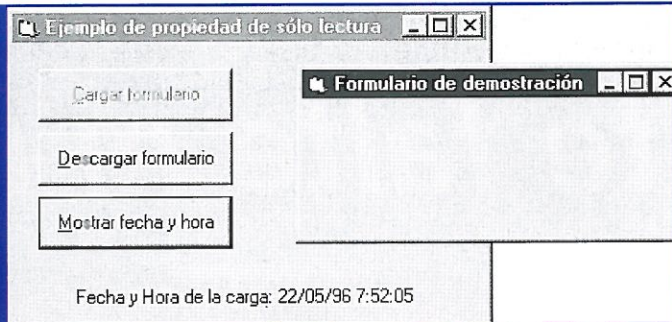 Ejemplo de propiedad de sólo lectura
Formulario de demostración
Cargar formulario
Descargar formulario
Mostrar fecha y hora
Fecha y Hora de la carga: 22/05/96 7:52:05